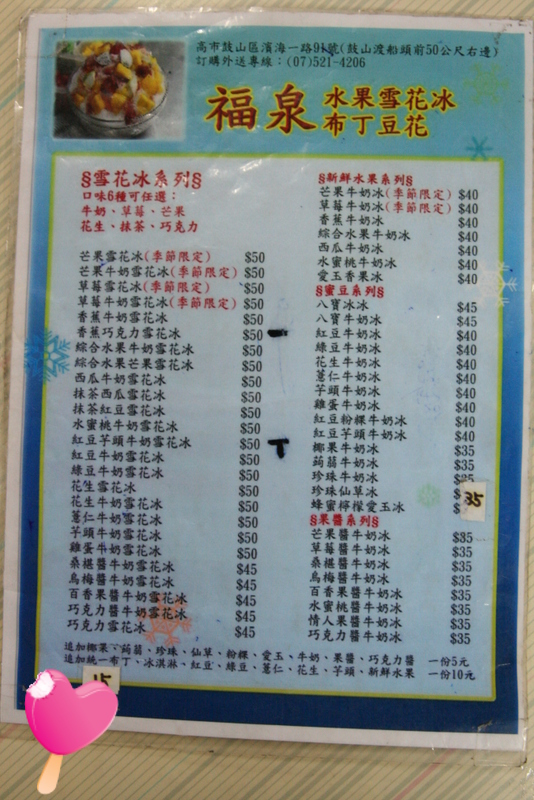 高市鼓山區濱海一路91號(鼓山渡船頭前50公尺右邊)
訂購外送專線：(07)521-4206
福泉 水果雪花冰
布丁豆花
§雪花冰系列§
口味6種可任選：
牛奶、草莓、芒果
花生、抹茶、巧克力
芒果雪花冰(季節限定) $50
芒果牛奶雪花冰(季節限定) $50
草莓雪花冰(季節限定) $50
草莓牛奶雪花冰(季節限定) $50
香蕉牛奶雪花冰 $50
香蕉巧克力雪花冰 $50
綜合水果牛奶雪花冰 $50
綜合水果芒果雪花冰 $50
西瓜牛奶雪花冰 $50
抹茶西瓜雪花冰 $50
抹茶紅豆雪花冰 $50
水蜜桃牛奶雪花冰 $50
紅豆芋頭牛奶雪花冰 $50
紅豆牛奶雪花冰 $50
綠豆牛奶雪花冰 $50
花生雪花冰 $50
花生牛奶雪花冰 $50
薏仁牛奶雪花冰 $50
芋頭牛奶雪花冰 $50
雞蛋牛奶雪花冰 $50
桑椹醬牛奶雪花冰 $45
烏梅醬牛奶雪花冰 $45
百香果醬牛奶雪花冰 $45
巧克力醬牛奶雪花冰 $45
巧克力雪花冰 $45
§新鮮水果系列§
芒果牛奶冰(季節限定) $40
草莓牛奶冰(季節限定) $40
香蕉牛奶冰 $40
綜合水果牛奶冰 $40
西瓜牛奶冰 $40
水蜜桃牛奶冰 $40
愛玉香果冰 $40
§蜜豆系列§
八寶冰冰 $45
八寶牛奶冰 $45
紅豆牛奶冰 $40
綠豆牛奶冰 $40
花生牛奶冰 $40
薏仁牛奶冰 $40
芋頭牛奶冰 $40
雞蛋牛奶冰 $40
紅豆粉粿牛奶冰 $40
紅豆芋頭牛奶冰 $40
椰果牛奶冰 $35
蒟蒻牛奶冰 $35
珍珠牛奶冰 $35
珍珠仙草冰 $
蜂蜜檸檬愛玉冰 $35
§果醬系列§
芒果醬牛奶冰 $35
草莓醬牛奶冰 $35
桑椹醬牛奶冰 $35
烏梅醬牛奶冰 $35
百香果醬牛奶冰 $35
水蜜桃醬牛奶冰 $35
情人果醬牛奶冰 $35
巧克力醬牛奶冰 $35
追加椰果、蒟蒻、珍珠、仙草、粉粿、愛玉、牛奶、果醬、巧克力醬 一份5元
追加統一布丁、冰淇淋、紅豆、綠豆、薏仁、花生、芋頭、新鮮水果 一份10元
15